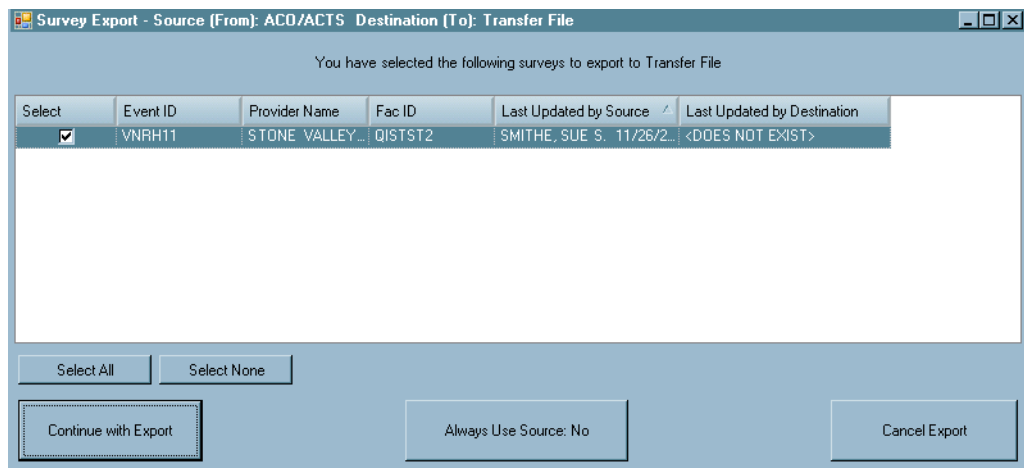 Survey Export - Source (From): ACO/ACTS Destination (To): Transfer File
You have selected the following surveys to export to Transfer File
Select Event ID Provider Name Fac ID Last Updated by Source Last Updated by Destination
VNRH11 STONE VALLEY... QISTST2 SMITHE, SUE S. 11/26/2... <DOES NOT EXIST>
Select All Select None
Continue with Export Always Use Source: No Cancel Export